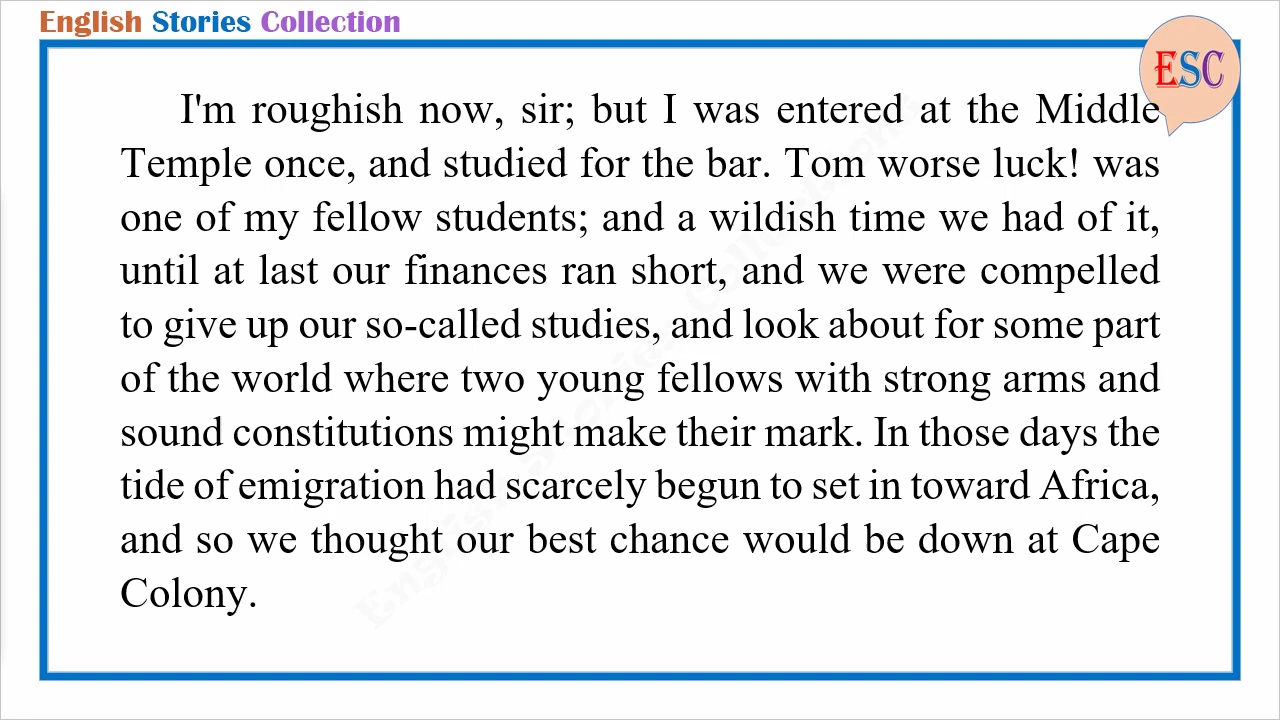 English Stories Collection
ESC
I'm roughish now, sir; but I was entered at the Middle
Temple once, and studied for the bar. Tom worse luck! was
one of my fellow students; and a wildish time we had of it,
until at last our finances ran short, and we were compelled
to give up our so-called studies, and look about for some part
of the world where two young fellows with strong arms and
sound constitutions might make their mark. In those days the
tide of emigration had scarcely begun to set in toward Africa,
and so we thought our best chance would be down at Cape
Colony.
English Stories Collection